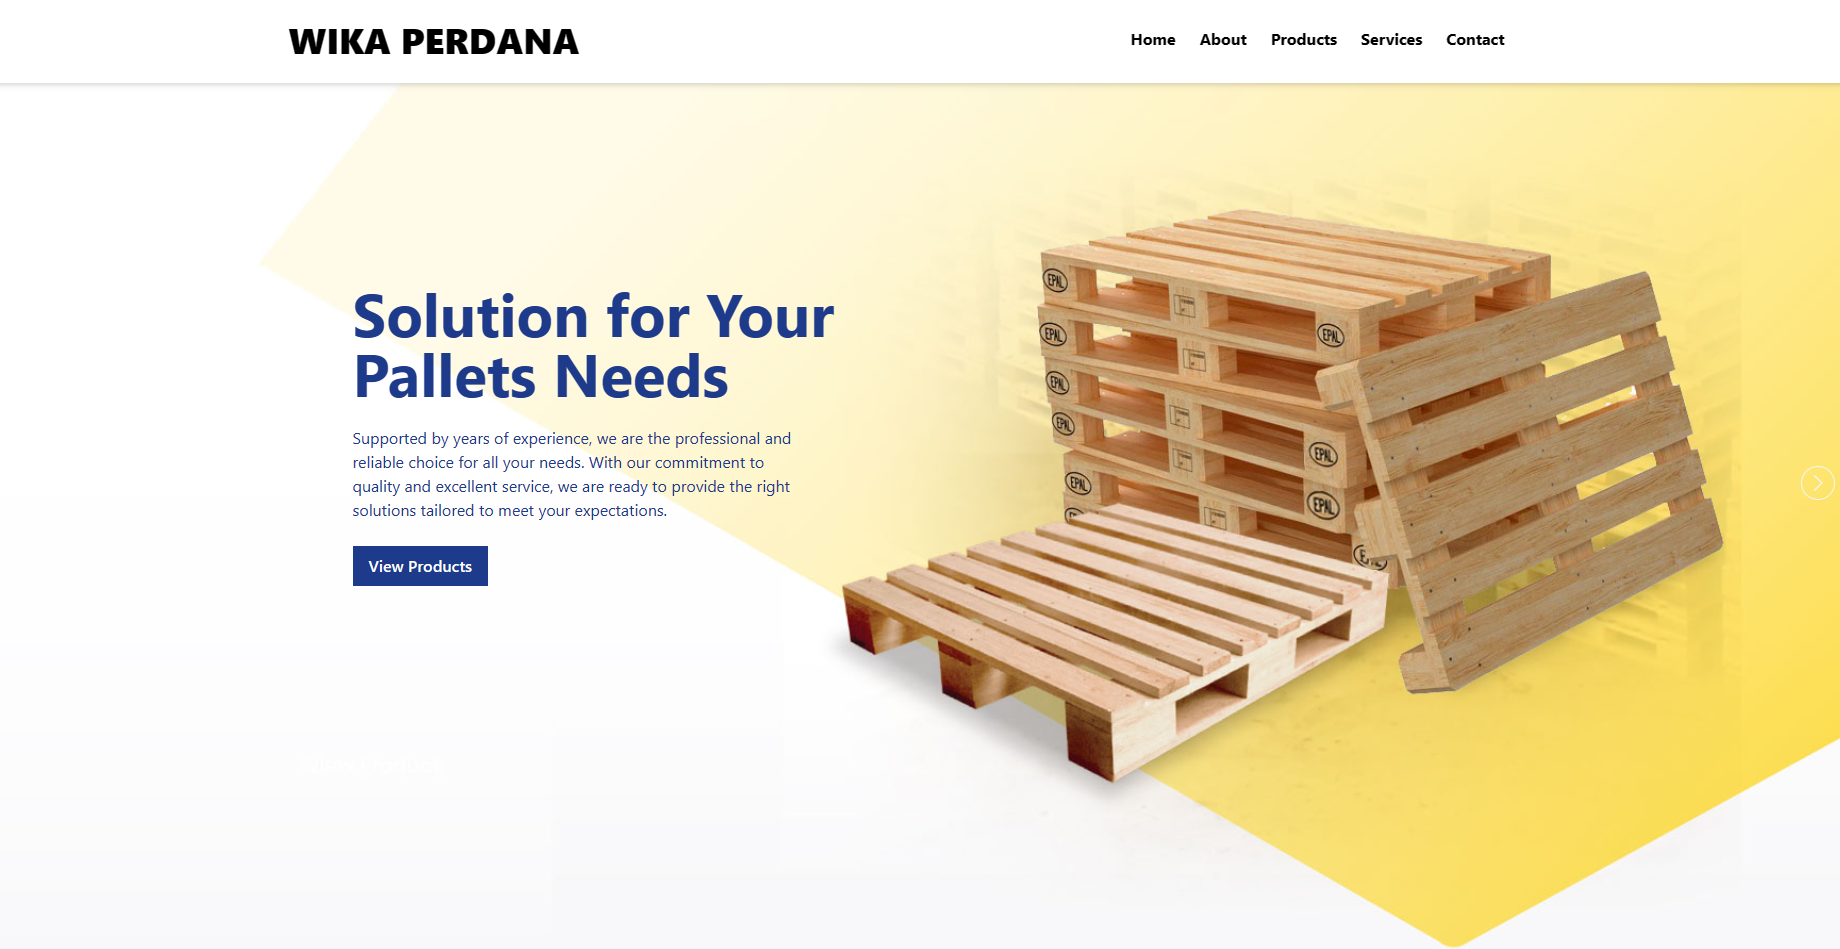 WIKA PERDANA
Home About Products Services Contact
Solution for Your
Pallets Needs
Supported by years of experience, we are the professional and
reliable choice for all your needs. With our commitment to
quality and excellent service, we are ready to provide the right
solutions tailored to meet your expectations.
View Products
EPAL
EPAL
EPAL
EPAL
EPAL
EPAL
EPAL
EPAL